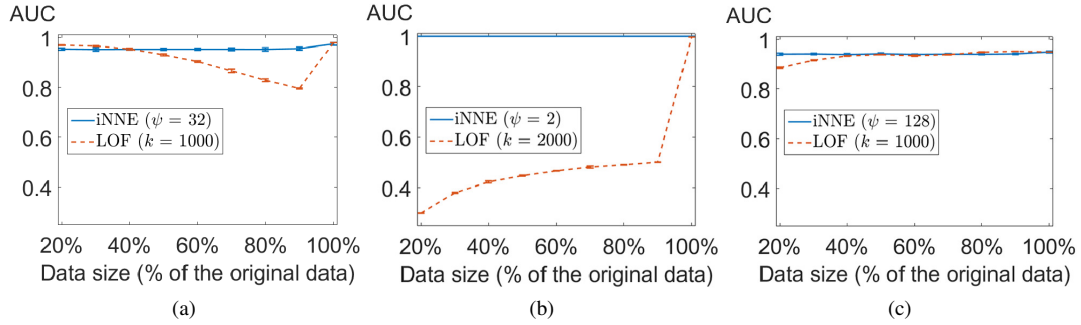 AUC
1
0.8
0.6
0.4
iNNE (ψ = 32)
LOF (k = 1000)
20% 40% 60% 80% 100%
Data size (% of the original data)
(a)
AUC
1
0.8
0.6
0.4
iNNE (ψ = 2)
LOF (k = 2000)
20% 40% 60% 80% 100%
Data size (% of the original data)
(b)
AUC
1
0.8
0.6
0.4
iNNE (ψ = 128)
LOF (k = 1000)
20% 40% 60% 80% 100%
Data size (% of the original data)
(c)